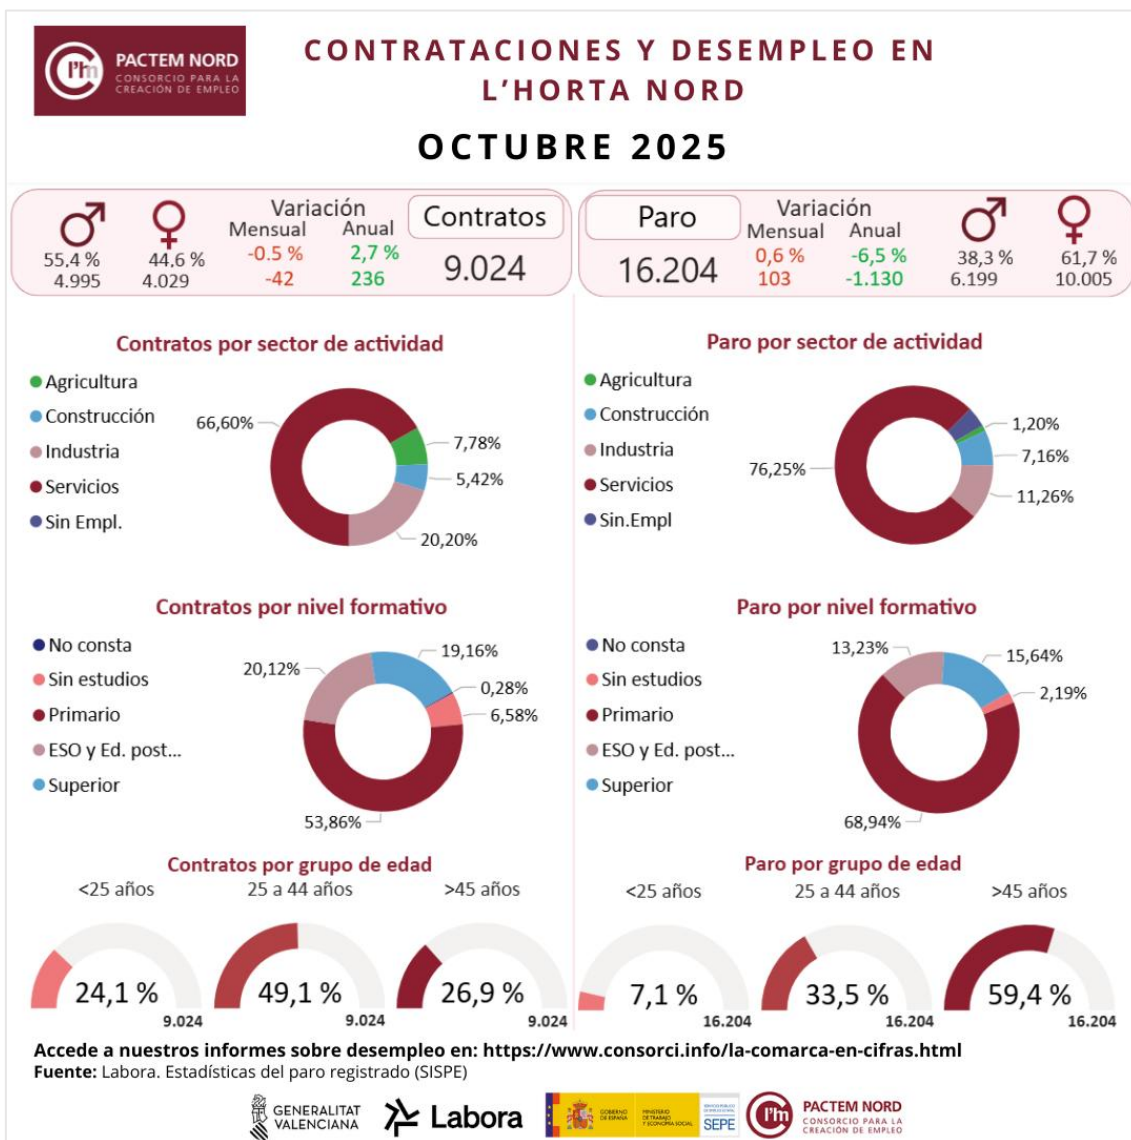 PACTEM NORD
CONSORCIO PARA LA
CREACIÓN DE EMPLEO
CONTRATACIONES Y DESEMPLEO EN
L'HORTA NORD
OCTUBRE 2025
Variación
Mensual Anual
55,4 % 44,6 % -0.5 % 2,7 %
4.995 4.029 -42 236
Contratos
9.024
Paro
16.204
Variación
Mensual Anual
0,6 % -6,5 % 38,3 % 61,7 %
103 -1.130 6.199 10.005
Contratos por sector de actividad
Agricultura
Construcción
Industria
Servicios
Sin Empl.
66,60%
7,78%
5,42%
20,20%
Paro por sector de actividad
Agricultura
Construcción
Industria
Servicios
Sin.Empl
76,25%
1,20%
7,16%
11,26%
Contratos por nivel formativo
No consta
Sin estudios
Primario
ESO y Ed. post...
Superior
20,12%
19,16%
0,28%
6,58%
53,86%
Paro por nivel formativo
No consta
Sin estudios
Primario
ESO y Ed. post...
Superior
13,23%
15,64%
2,19%
68,94%
Contratos por grupo de edad
<25 años 25 a 44 años >45 años
24,1 % 49,1 % 26,9 %
9.024 9.024 9.024
Paro por grupo de edad
<25 años 25 a 44 años >45 años
7,1 % 33,5 % 59,4 %
16.204 16.204 16.204
Accede a nuestros informes sobre desempleo en: https://www.consorci.info/la-comarca-en-cifras.html
Fuente: Labora. Estadísticas del paro registrado (SISPE)
GENERALITAT
VALENCIANA
Labora
GOBIERNO
DE ESPAÑA
MINISTERIO
DE TRABAJO
Y ECONOMÍA SOCIAL
SEPE
PACTEM NORD
CONSORCIO PARA LA
CREACIÓN DE EMPLEO